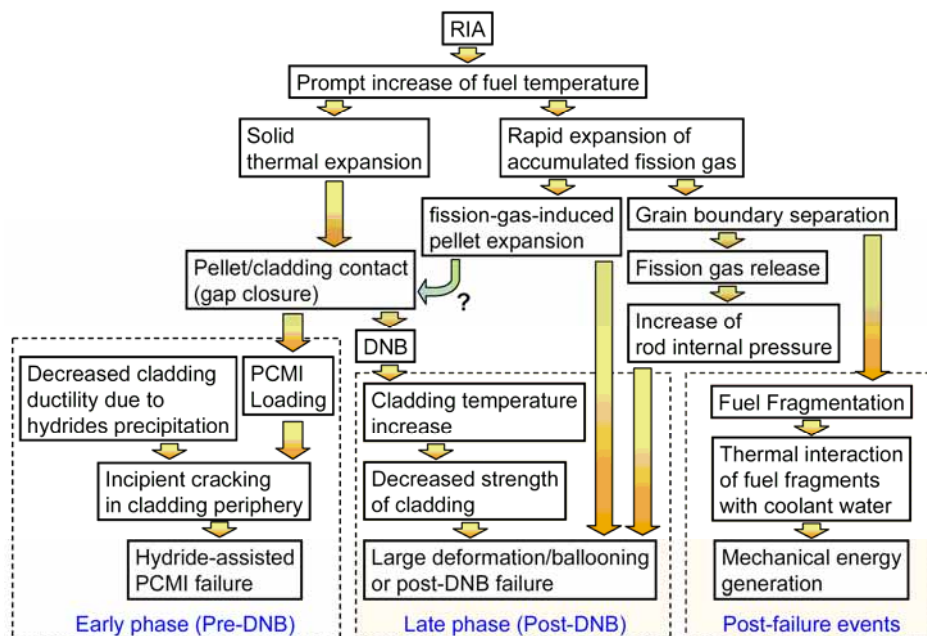 RIA
Prompt increase of fuel temperature
Solid
thermal expansion
Rapid expansion of
accumulated fission gas
fission-gas-induced
pellet expansion
Grain boundary separation
Pellet/cladding contact
(gap closure)
?
Fission gas release
Increase of
rod internal pressure
DNB
Decreased cladding
ductility due to
hydrides precipitation
PCMI
Loading
Cladding temperature
increase
Fuel Fragmentation
Incipient cracking
in cladding periphery
Decreased strength
of cladding
Thermal interaction
of fuel fragments
with coolant water
Hydride-assisted
PCMI failure
Large deformation/ballooning
or post-DNB failure
Mechanical energy
generation
Early phase (Pre-DNB)
Late phase (Post-DNB)
Post-failure events